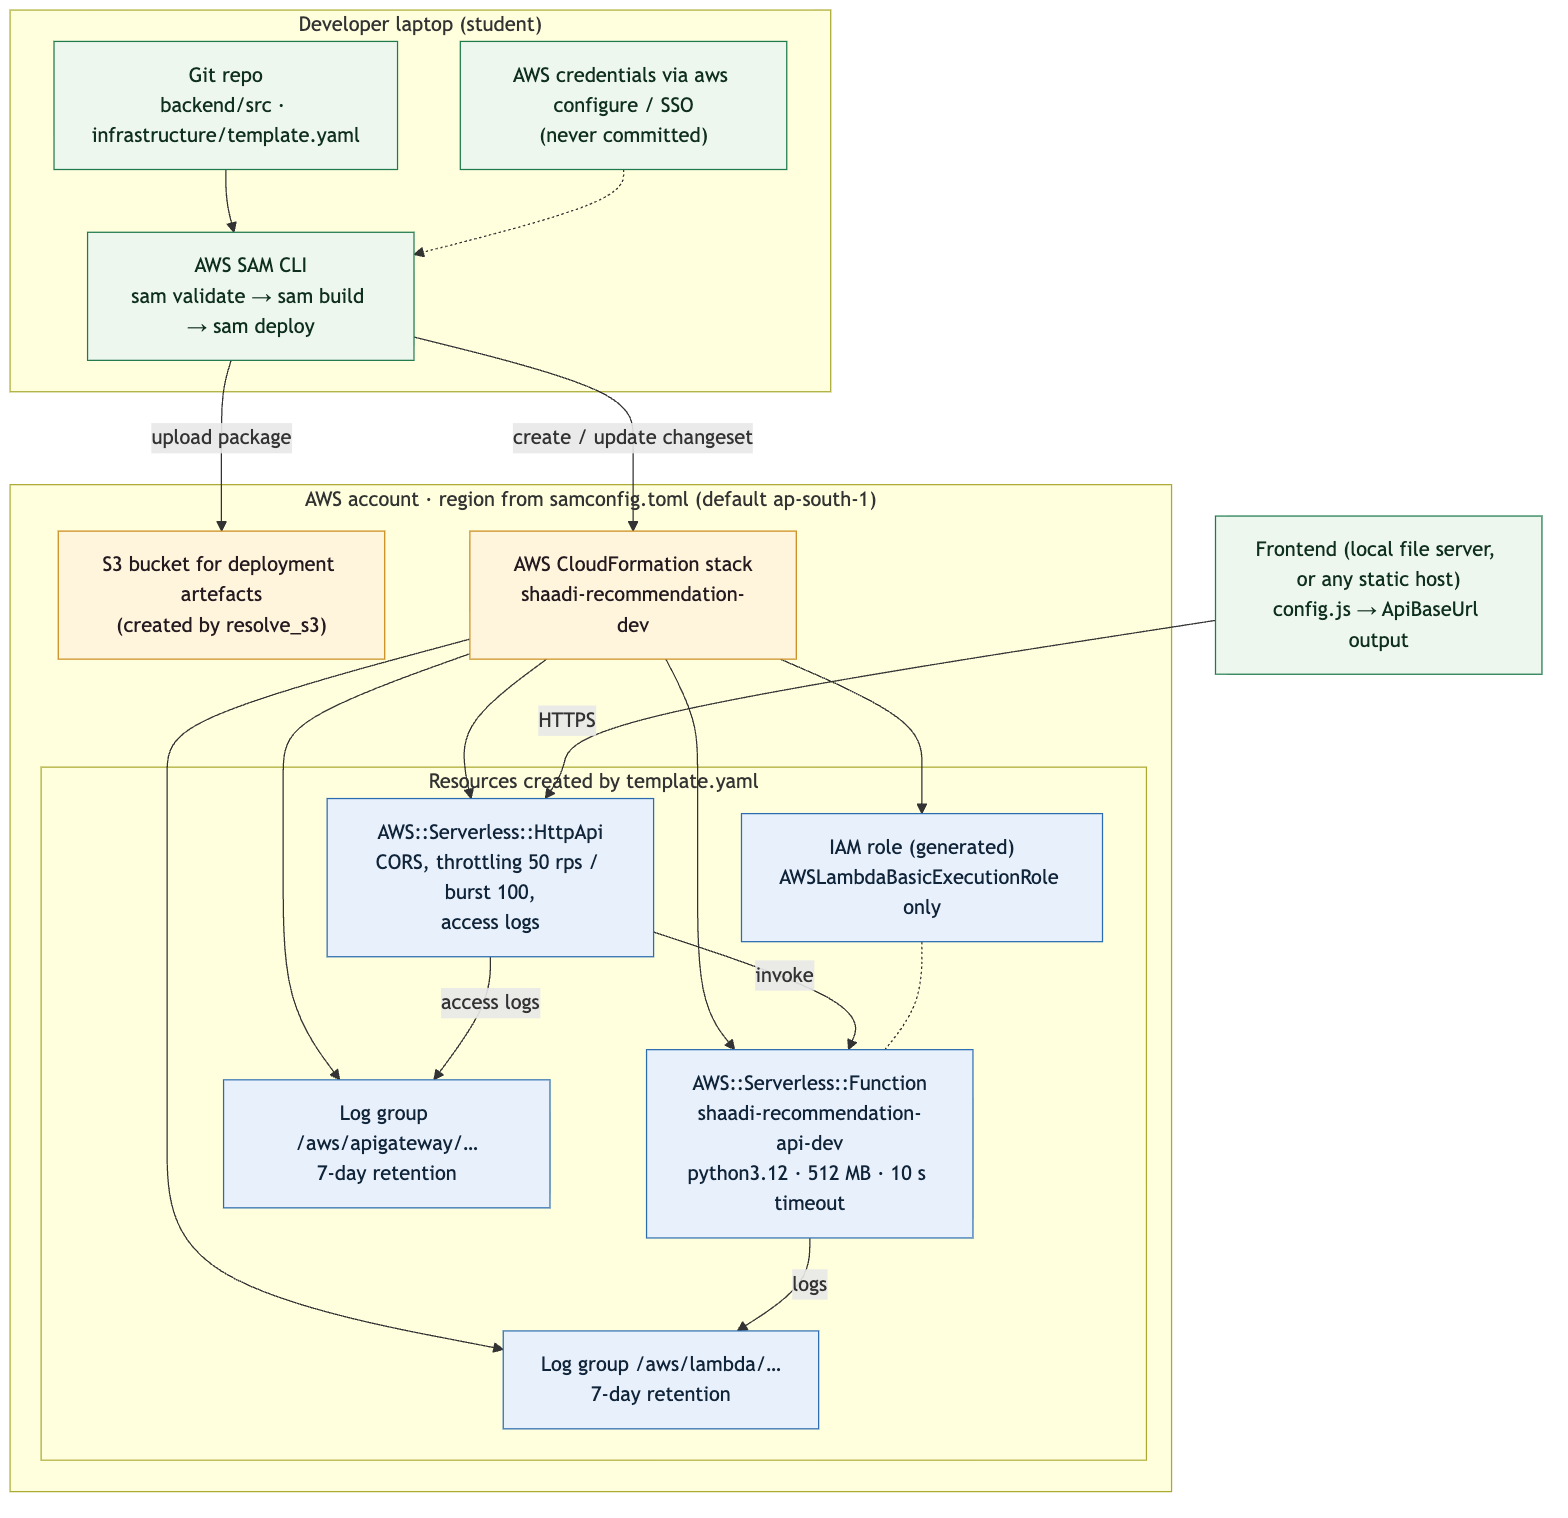 Developer laptop (student)
Git repo
backend/src ·
infrastructure/template.yaml
AWS credentials via aws
configure / SSO
(never committed)
AWS SAM CLI
sam validate → sam build
→ sam deploy
upload package
create / update changeset
AWS account · region from samconfig.toml (default ap-south-1)
S3 bucket for deployment
artefacts
(created by resolve_s3)
AWS CloudFormation stack
shaadi-recommendation-
dev
Frontend (local file server,
or any static host)
config.js → ApiBaseUrl
output
HTTPS
Resources created by template.yaml
AWS::Serverless::HttpApi
CORS, throttling 50 rps /
burst 100,
access logs
IAM role (generated)
AWSLambdaBasicExecutionRole
only
access logs
invoke
Log group
/aws/apigateway/…
7-day retention
AWS::Serverless::Function
shaadi-recommendation-
api-dev
python3.12 · 512 MB · 10 s
timeout
logs
Log group /aws/lambda/…
7-day retention